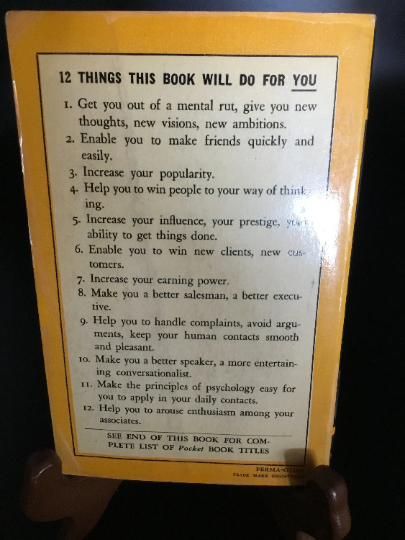 12 THINGS THIS BOOK WILL DO FOR YOU
1. Get you out of a mental rut, give you new
thoughts, new visions, new ambitions.
2. Enable you to make friends quickly and
easily.
3. Increase your popularity.
4. Help you to win people to your way of think-
ing.
5. Increase your influence, your prestige, your
ability to get things done.
6. Enable you to win new clients, new cus-
tomers.
7. Increase your earning power.
8. Make you a better salesman, a better execu-
tive.
9. Help you to handle complaints, avoid argu-
ments, keep your human contacts smooth
and pleasant.
10. Make you a better speaker, a more entertain-
ing conversationalist.
11. Make the principles of psychology easy for
you to apply in your daily contacts.
12. Help you to arouse enthusiasm among your
associates.
SEE END OF THIS BOOK FOR COM-
PLETE LIST OF Pocket BOOK TITLES
TRADE MARK